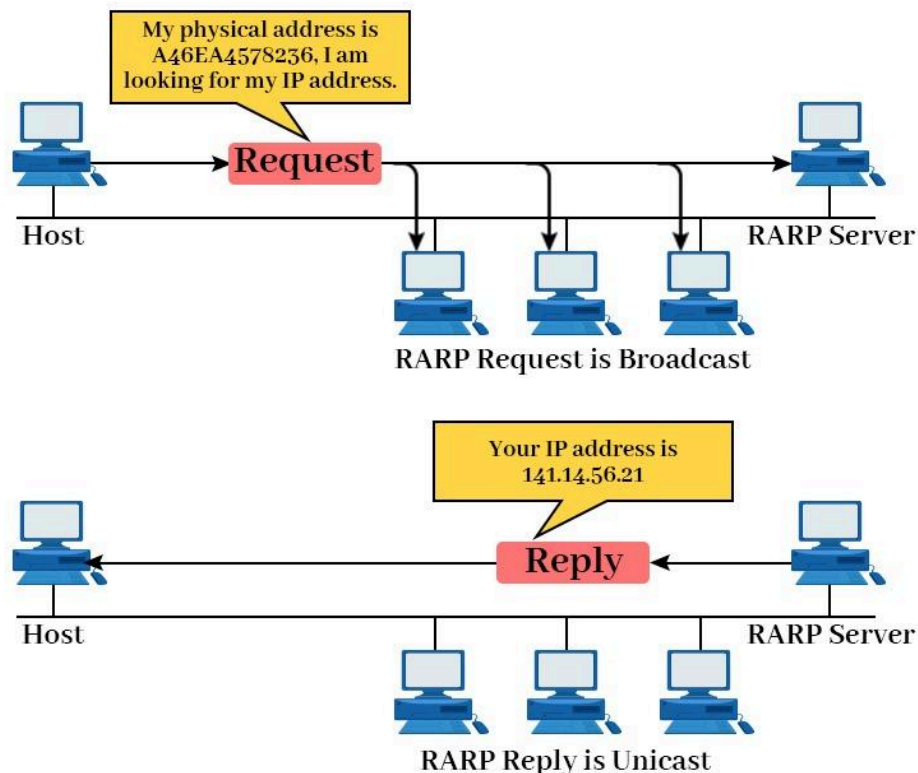 My physical address is
A46EA4578236, I am
looking for my IP address.
Request
Host
RARP Server
RARP Request is Broadcast
Your IP address is
141.14.56.21
Reply
Host
RARP Server
RARP Reply is Unicast